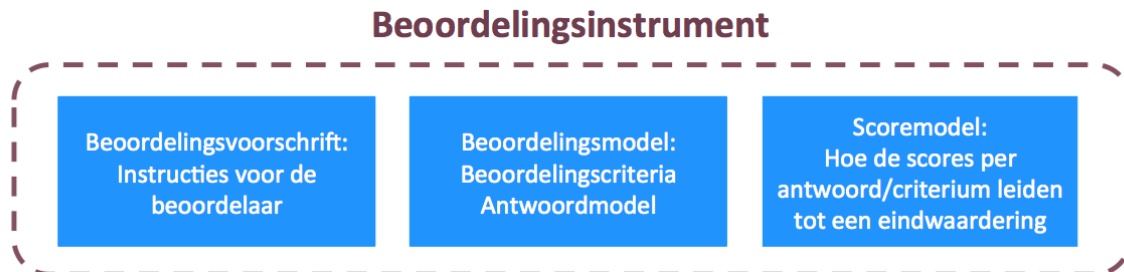 Beoordelingsinstrument
Beoordelingsvoorschrift:
Instructies voor de
beoordelaar
Beoordelingsmodel:
Beoordelingscriteria
Antwoordmodel
Scoremodel:
Hoe de scores per
antwoord/criterium leiden
tot een eindwaardering